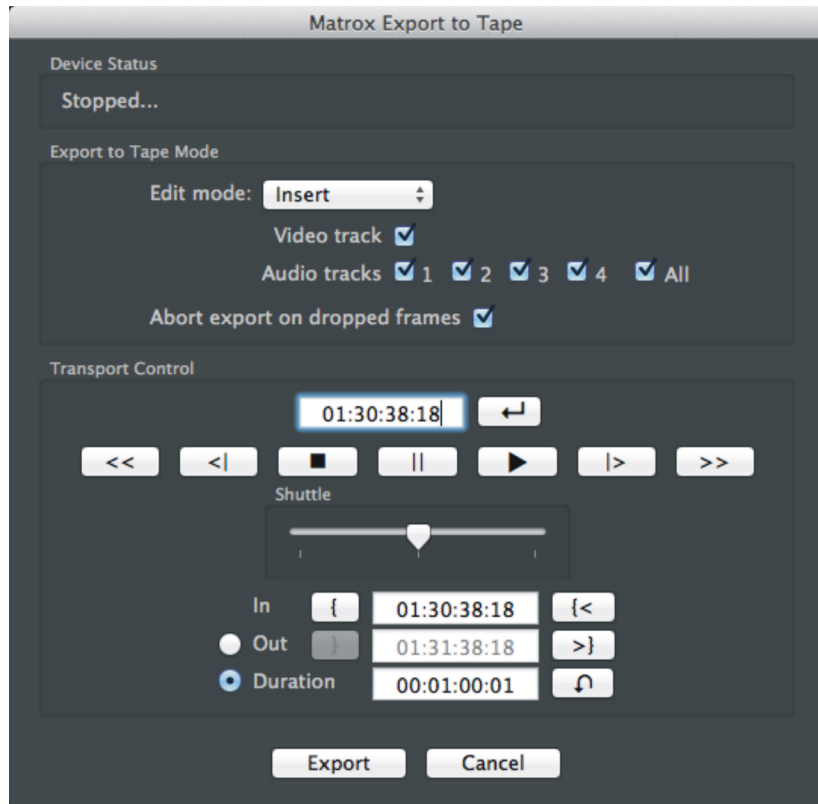 Matrox Export to Tape
Device Status
Stopped...
Export to Tape Mode
Edit mode: Insert
Video track
Audio tracks 1 2 3 4 All
Abort export on dropped frames
Transport Control
01:30:38:18
<< <| ■ || ▶ |> >>
Shuttle
In { 01:30:38:18 {<
Out } 01:31:38:18 >}
Duration 00:01:00:01
Export Cancel